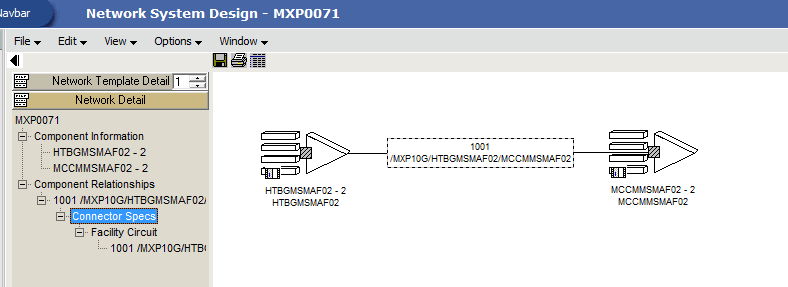 Navbar
Network System Design - MXP0071
File Edit View Options Window
Network Template Detail 1
Network Detail
MXP0071
Component Information
HTBGMSMAF02 - 2
MCCMMSMAF02 - 2
Component Relationships
1001 /MXP10G/HTBGMSMAF02/
Connector Specs
Facility Circuit
1001 /MXP10G/HTBG
HTBGMSMAF02 - 2
HTBGMSMAF02
1001
/MXP10G/HTBGMSMAF02/MCCMMSMAF02
MCCMMSMAF02 - 2
MCCMMSMAF02